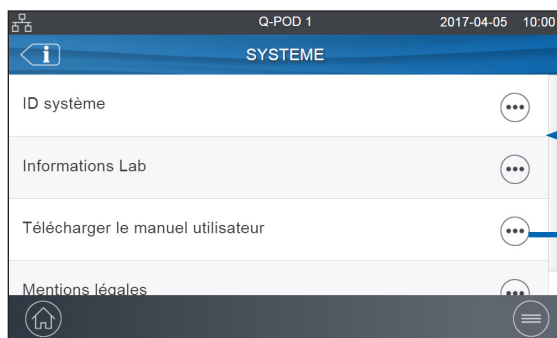 Q-POD 1 2017-04-05 10:00
i SYSTEME
ID système
Informations Lab
Télécharger le manuel utilisateur
Mentions légales